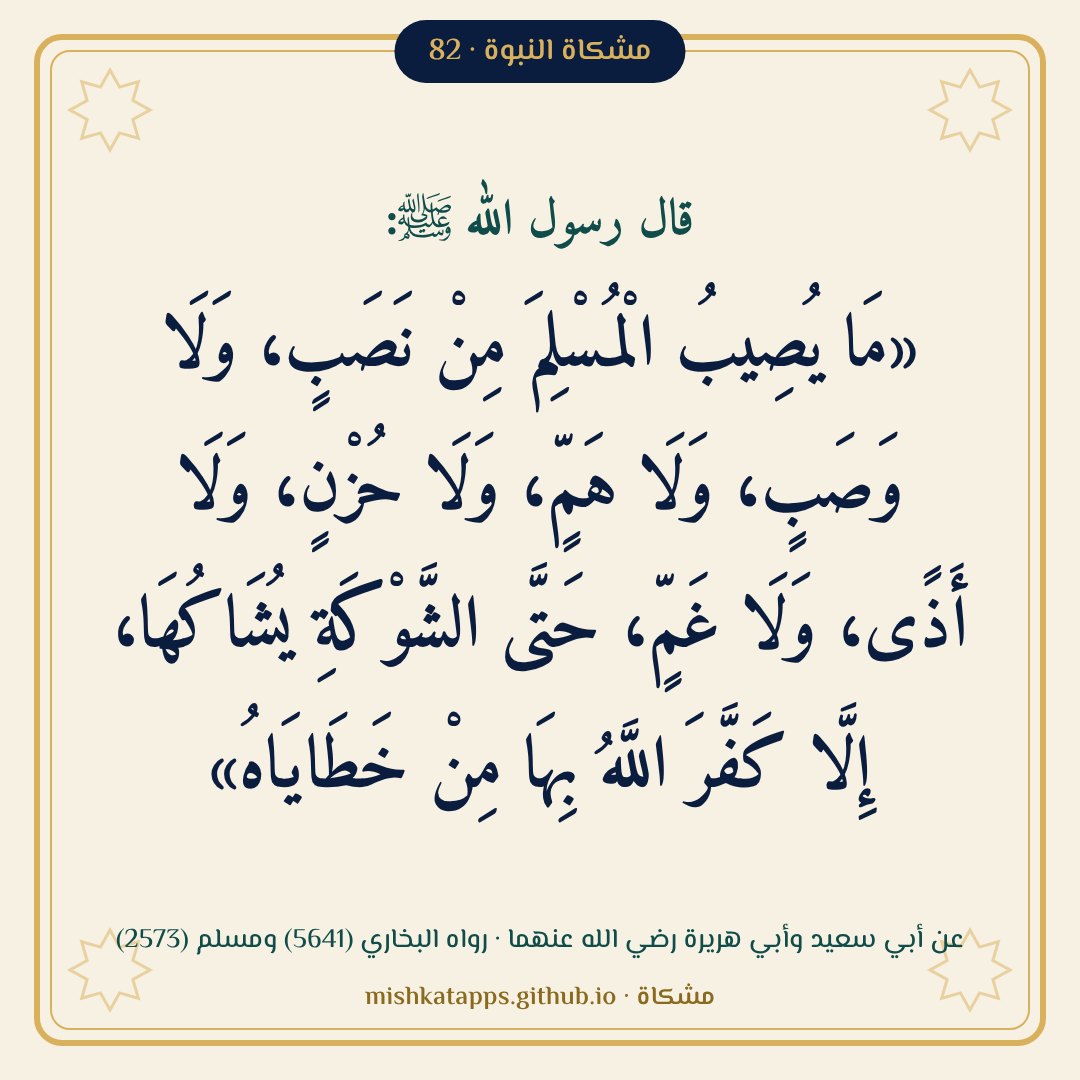 مشكاة النبوة · 82
قال رسول الله ﷺ:
«مَا يُصِيبُ الْمُسْلِمَ مِنْ نَصَبٍ، وَلَا
وَصَبٍ، وَلَا هَمٍّ، وَلَا حُزْنٍ، وَلَا
أَذًى، وَلَا غَمٍّ، حَتَّى الشَّوْكَةِ يُشَاكُهَا،
إِلَّا كَفَّرَ اللَّهُ بِهَا مِنْ خَطَايَاهُ»
عن أبي سعيد وأبي هريرة رضي الله عنهما · رواه البخاري (5641) ومسلم (2573)
مشكاة · mishkatapps.github.io